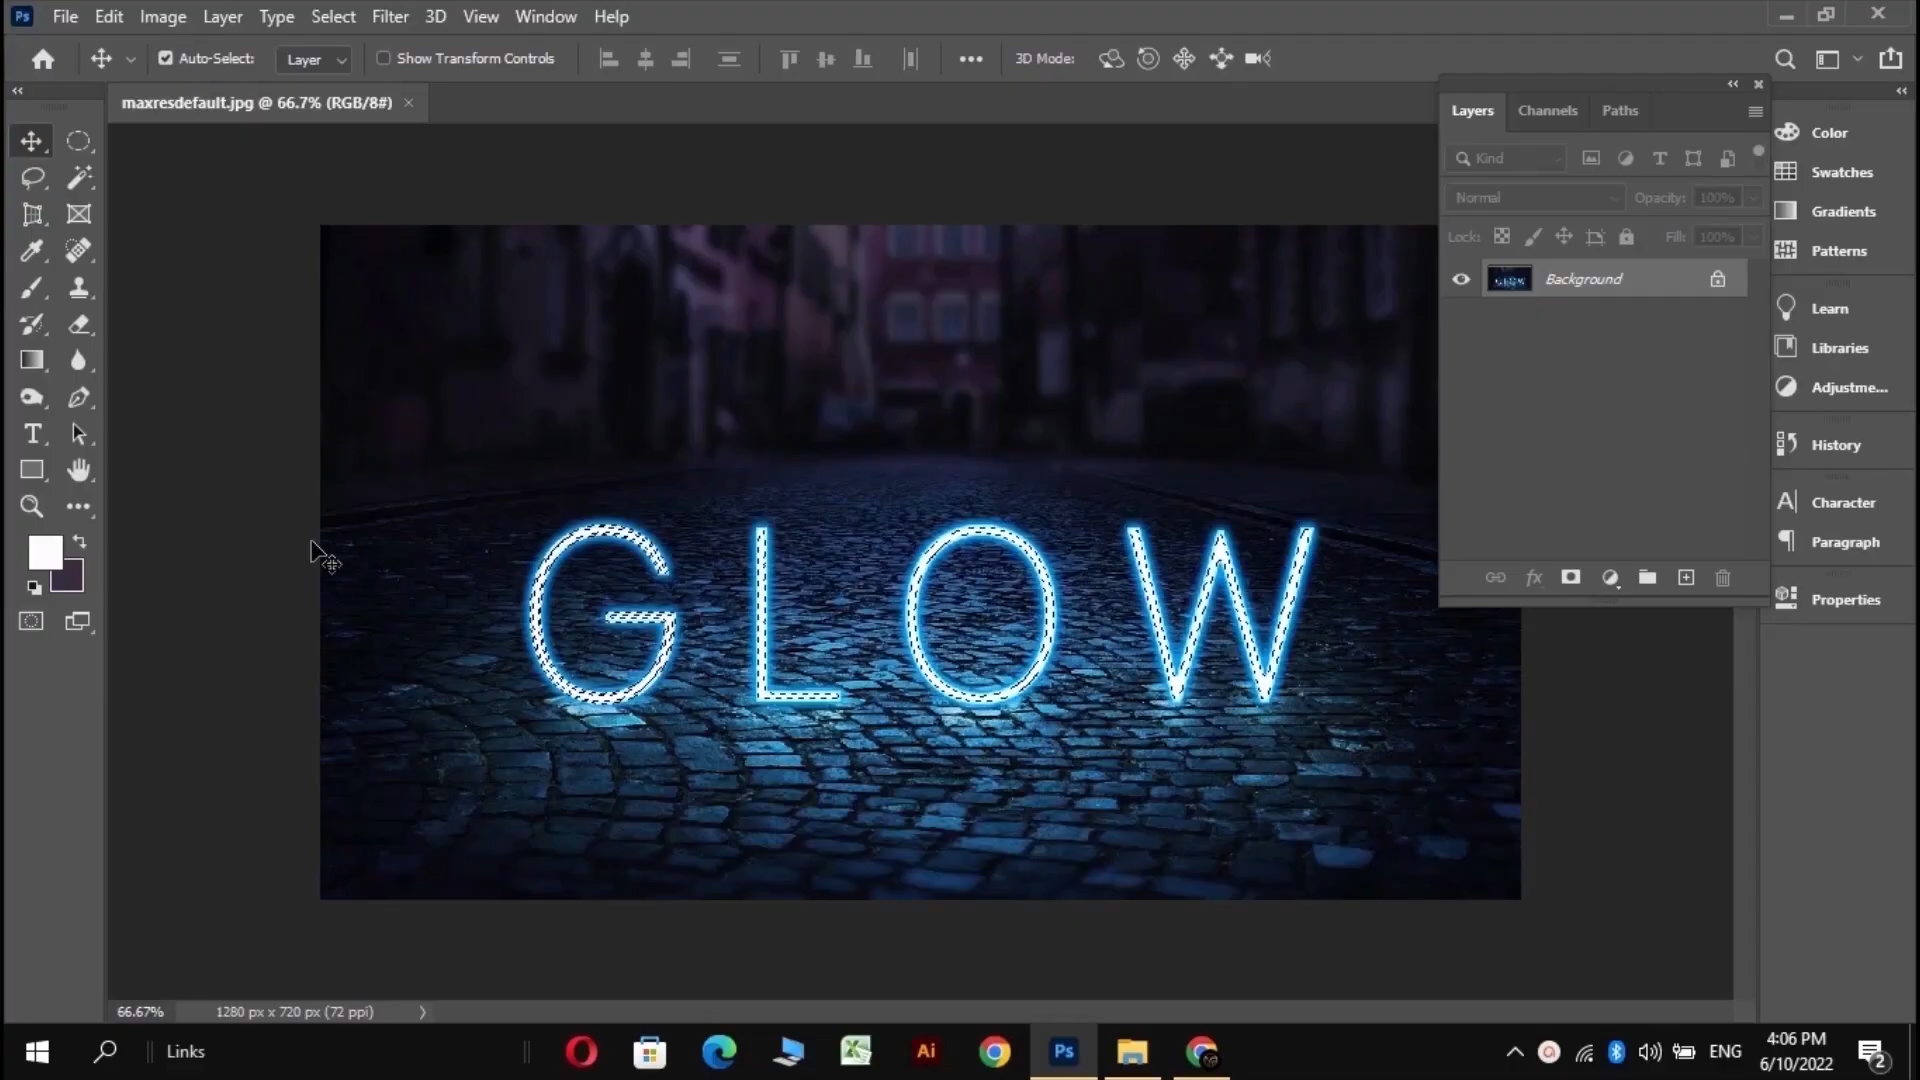 Ps File Edit Image Layer Type Select Filter 3D View Window Help
Auto-Select: Layer Show Transform Controls 3D Mode:
maxresdefault.jpg @ 66.7% (RGB/8#)
Layers Channels Paths
Kind
Normal Opacity: 100%
Lock: Fill: 100%
Background
Color
Swatches
Gradients
Patterns
Learn
Libraries
Adjustme...
History
Character
Paragraph
Properties
GLOW
66.67% 1280 px x 720 px (72 ppi)
Links
Ai
Ps
ENG
4:06 PM
6/10/2022
2